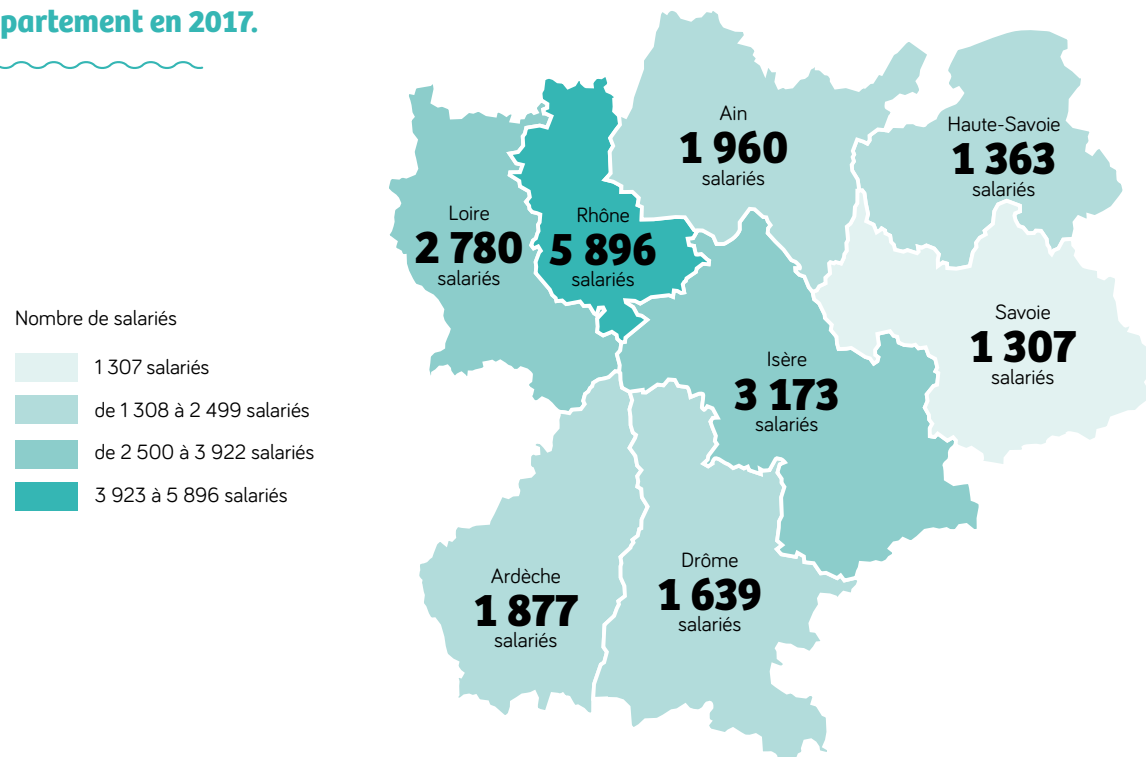 partement en 2017.
Ain
1 960
salariés
Haute-Savoie
1 363
salariés
Loire
2 780
salariés
Rhône
5 896
salariés
Savoie
1 307
salariés
Isère
3 173
salariés
Ardèche
1 877
salariés
Drôme
1 639
salariés
Nombre de salariés
1 307 salariés
de 1 308 à 2 499 salariés
de 2 500 à 3 922 salariés
3 923 à 5 896 salariés